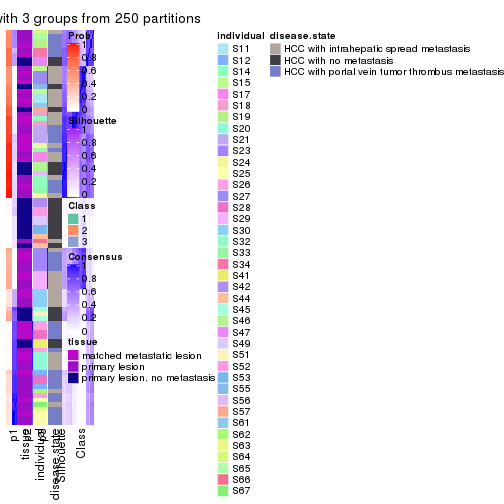 with 3 groups from 250 partitions
Prob
1
0.8
0.6
0.4
0.2
0
Silhouette
1
0.8
0.6
0.4
0.2
0
Class
1
2
3
Consensus
1
0.8
0.6
0.4
0.2
0
tissue
matched metastatic lesion
primary lesion
primary lesion. no metastasis
individual
S11
S12
S14
S15
S17
S18
S19
S20
S21
S23
S24
S25
S26
S27
S28
S29
S30
S32
S33
S34
S41
S42
S44
S45
S46
S47
S49
S51
S52
S53
S55
S56
S57
S61
S62
S63
S64
S65
S66
S67
disease.state
HCC with intrahepatic spread metastasis
HCC with no metastasis
HCC with portal vein tumor thrombus metastasis
p1
tissue
individual
disease.state
Silhouette
Class